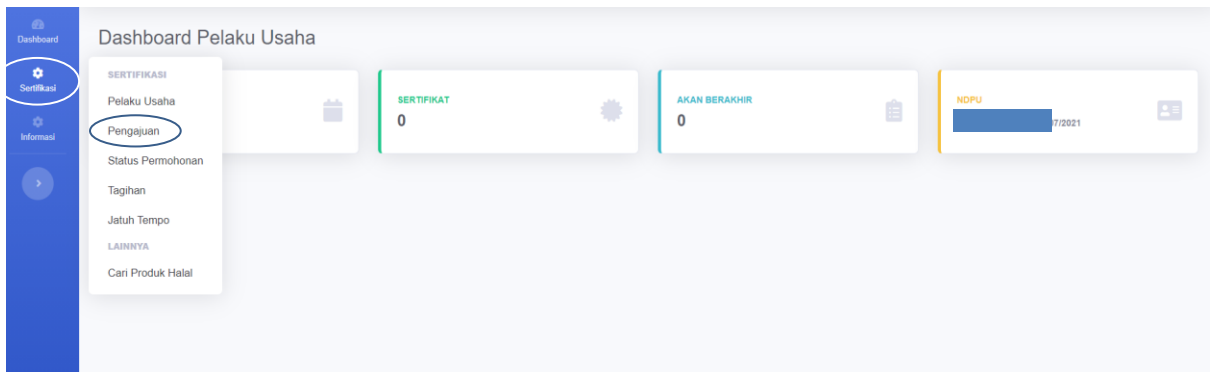 Dashboard
Sertifikasi
Informasi
Dashboard Pelaku Usaha
SERTIFIKASI
Pelaku Usaha
Pengajuan
Status Permohonan
Tagihan
Jatuh Tempo
LAINNYA
Cari Produk Halal
SERTIFIKAT
0
AKAN BERAKHIR
0
NDPU
07/2021